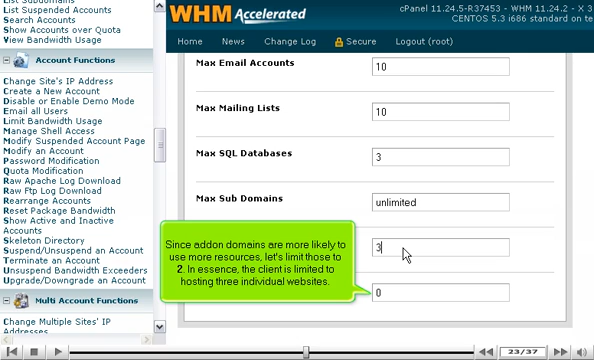 List Subdomains
List Suspended Accounts
Search Accounts
Show Accounts over Quota
View Bandwidth Usage
Account Functions
Change Site's IP Address
Create a New Account
Disable or Enable Demo Mode
Email all Users
Limit Bandwidth Usage
Manage Shell Access
Modify Suspended Account Page
Modify an Account
Password Modification
Quota Modification
Raw Apache Log Download
Raw Ftp Log Download
Rearrange Accounts
Reset Package Bandwidth
Show Active and Inactive
Accounts
Skeleton Directory
Suspend/Unsuspend an Account
Terminate an Account
Unsuspend Bandwidth Exceeders
Upgrade/Downgrade an Account
Multi Account Functions
Change Multiple Sites' IP
Addresses
WHM Accelerated
cPanel 11.24.5-R37453 - WHM 11.24.2 - X 3
CENTOS 5.3 i686 standard on te
Home News Change Log Secure Logout (root)
Max Email Accounts 10
Max Mailing Lists 10
Max SQL Databases 3
Max Sub Domains unlimited
3
Since addon domains are more likely to
use more resources, let's limit those to
2. In essence, the client is limited to
hosting three individual websites.
0
23/37